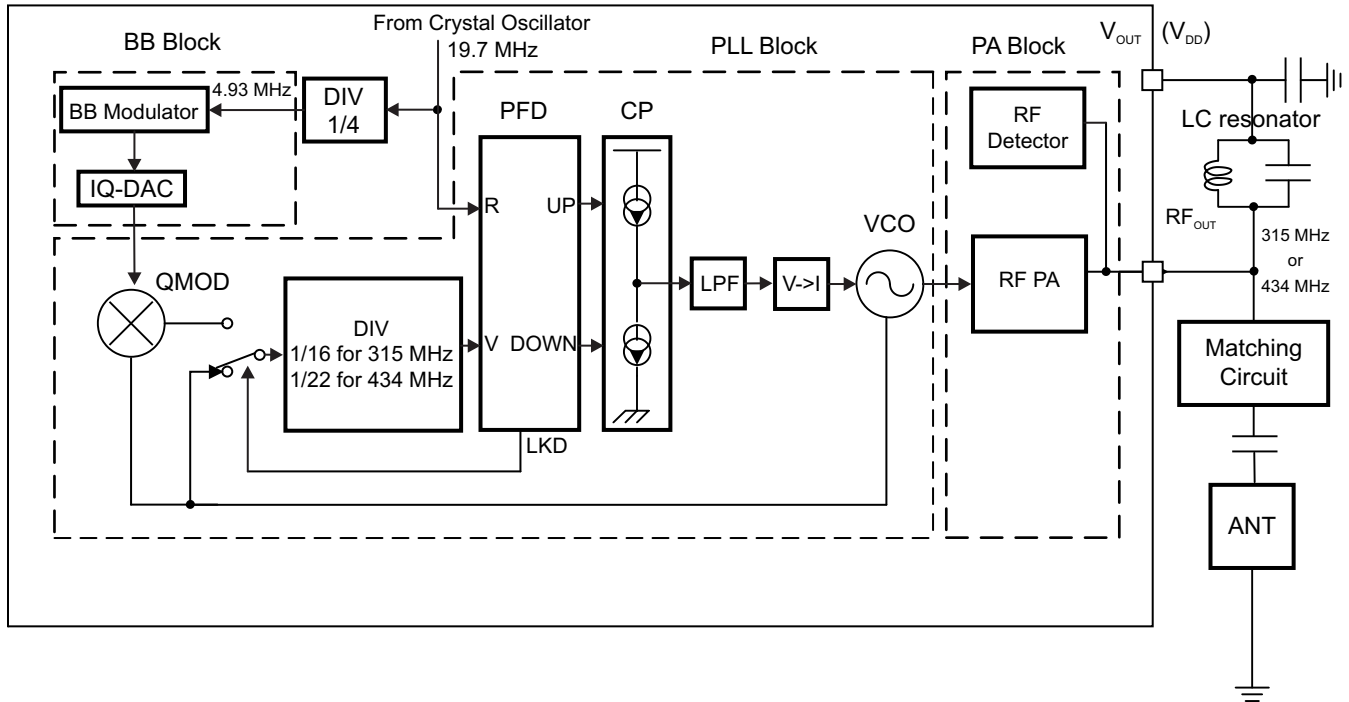 From Crystal Oscillator
19.7 MHz
BB Block
PLL Block
PA Block
V_OUT (V_DD)
4.93 MHz
BB Modulator
DIV
1/4
PFD
CP
RF
Detector
LC resonator
IQ-DAC
R
UP
VCO
RF_OUT
315 MHz
or
434 MHz
QMOD
LPF
V->I
RF PA
DIV
1/16 for 315 MHz
1/22 for 434 MHz
V
DOWN
Matching
Circuit
LKD
ANT